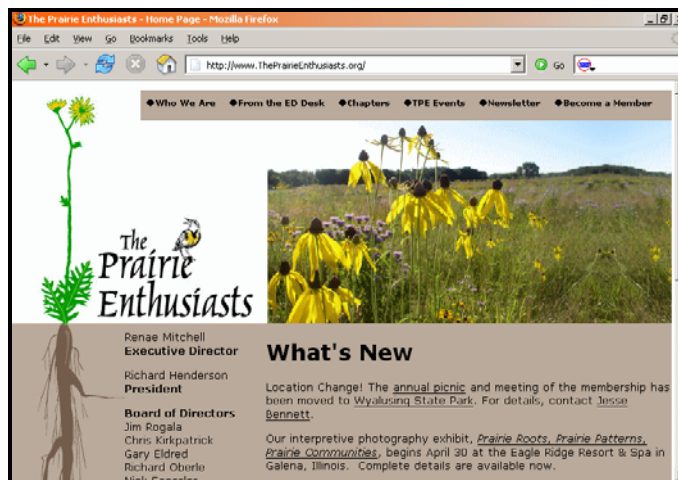 The Prairie Enthusiasts - Home Page - Mozilla Firefox
File Edit View Go Bookmarks Tools Help
http://www.ThePrairieEnthusiasts.org/ Go
◆Who We Are ◆From the ED Desk ◆Chapters ◆TPE Events ◆Newsletter ◆Become a Member
The
Prairie
Enthusiasts
Renae Mitchell
Executive Director
Richard Henderson
President
Board of Directors
Jim Rogala
Chris Kirkpatrick
Gary Eldred
Richard Oberle
What's New
Location Change! The annual picnic and meeting of the membership has
been moved to Wyalusing State Park. For details, contact Jesse
Bennett.
Our interpretive photography exhibit, Prairie Roots, Prairie Patterns,
Prairie Communities, begins April 30 at the Eagle Ridge Resort & Spa in
Galena, Illinois. Complete details are available now.